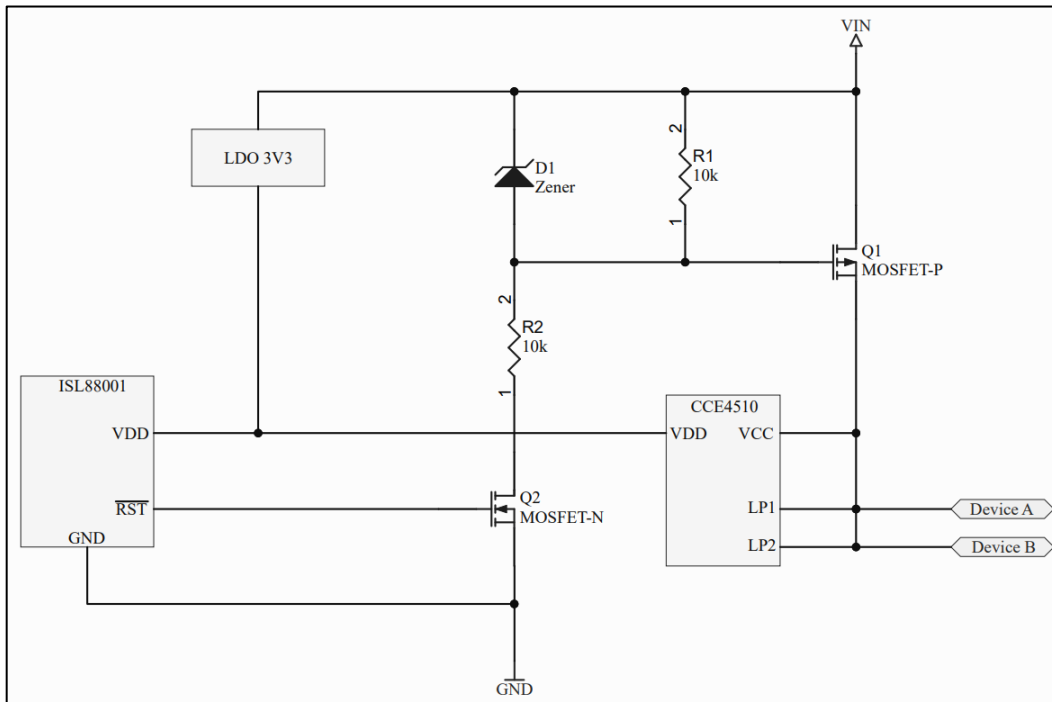 VIN
LDO 3V3
D1
Zener
2
R1
10k
1
Q1
MOSFET-P
2
R2
10k
1
ISL88001
VDD
RST
GND
CCE4510
VDD
VCC
LP1
LP2
Q2
MOSFET-N
Device A
Device B
GND